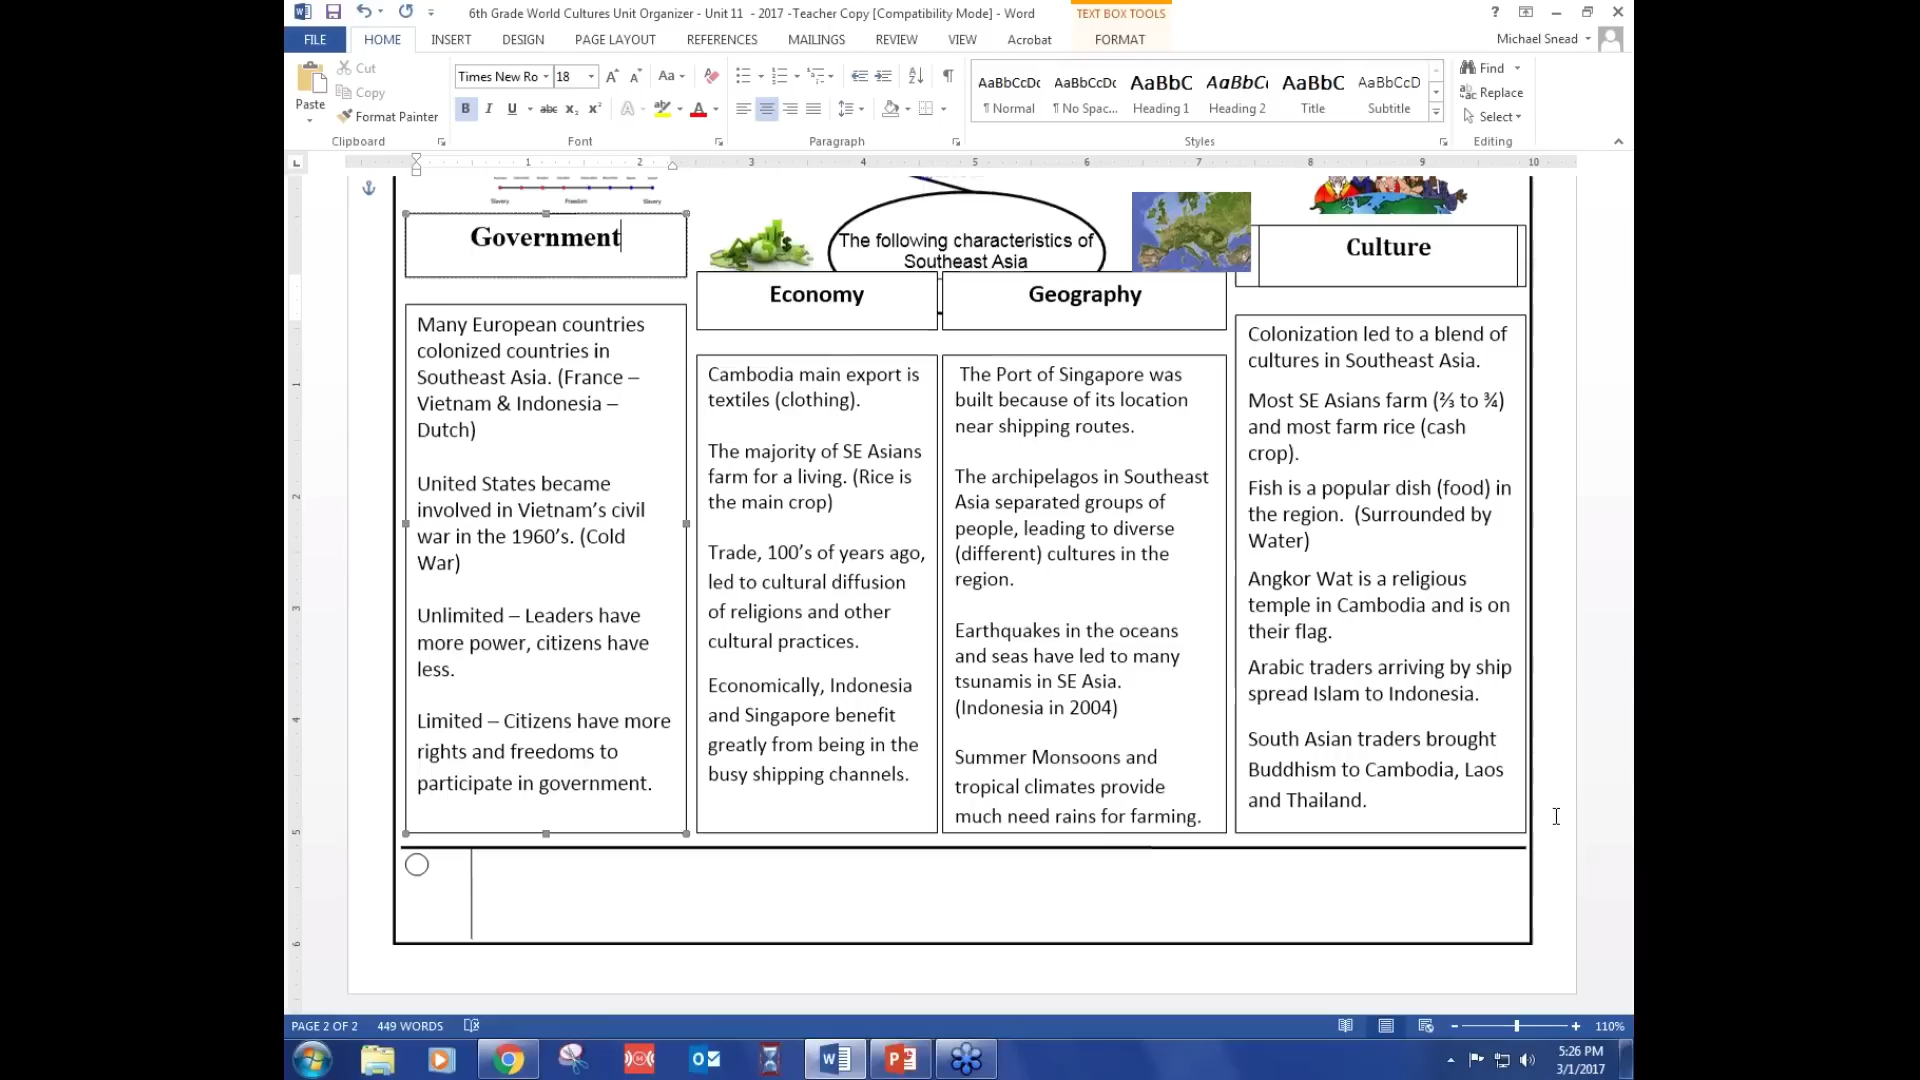 6th Grade World Cultures Unit Organizer - Unit 11 - 2017 -Teacher Copy [Compatibility Mode] - Word
TEXT BOX TOOLS
?
FILE
HOME
INSERT
DESIGN
PAGE LAYOUT
REFERENCES
MAILINGS
REVIEW
VIEW
Acrobat
FORMAT
Michael Snead
Paste
Cut
Copy
Format Painter
Clipboard
Times New Ro
18
Font
Paragraph
AaBbCcDc
AaBbCcDc
AaBbC
AaBbC
AaBbC
AaBbCcD
¶ Normal
¶ No Spac...
Heading 1
Heading 2
Title
Subtitle
Styles
Find
Replace
Select
Editing
1 2 3 4 5 6 7 8 9 10
Slavery
Freedom
Slavery
Government
Many European countries
colonized countries in
Southeast Asia. (France –
Vietnam & Indonesia –
Dutch)
United States became
involved in Vietnam's civil
war in the 1960's. (Cold
War)
Unlimited – Leaders have
more power, citizens have
less.
Limited – Citizens have more
rights and freedoms to
participate in government.
The following characteristics of
Southeast Asia
Economy
Cambodia main export is
textiles (clothing).
The majority of SE Asians
farm for a living. (Rice is
the main crop)
Trade, 100's of years ago,
led to cultural diffusion
of religions and other
cultural practices.
Economically, Indonesia
and Singapore benefit
greatly from being in the
busy shipping channels.
Geography
The Port of Singapore was
built because of its location
near shipping routes.
The archipelagos in Southeast
Asia separated groups of
people, leading to diverse
(different) cultures in the
region.
Earthquakes in the oceans
and seas have led to many
tsunamis in SE Asia.
(Indonesia in 2004)
Summer Monsoons and
tropical climates provide
much need rains for farming.
Culture
Colonization led to a blend of
cultures in Southeast Asia.
Most SE Asians farm (⅔ to ¾)
and most farm rice (cash
crop).
Fish is a popular dish (food) in
the region. (Surrounded by
Water)
Angkor Wat is a religious
temple in Cambodia and is on
their flag.
Arabic traders arriving by ship
spread Islam to Indonesia.
South Asian traders brought
Buddhism to Cambodia, Laos
and Thailand.
PAGE 2 OF 2
449 WORDS
110%
5:26 PM
3/1/2017